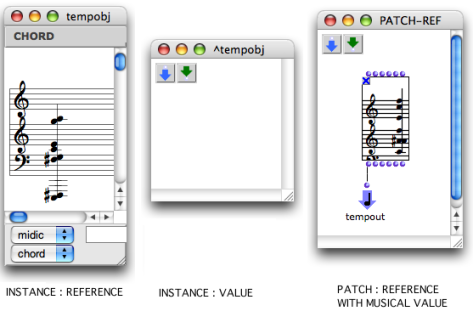 tempobj
CHORD
midic
chord
INSTANCE : REFERENCE
^tempobj
INSTANCE : VALUE
PATCH-REF
tempout
PATCH : REFERENCE
WITH MUSICAL VALUE